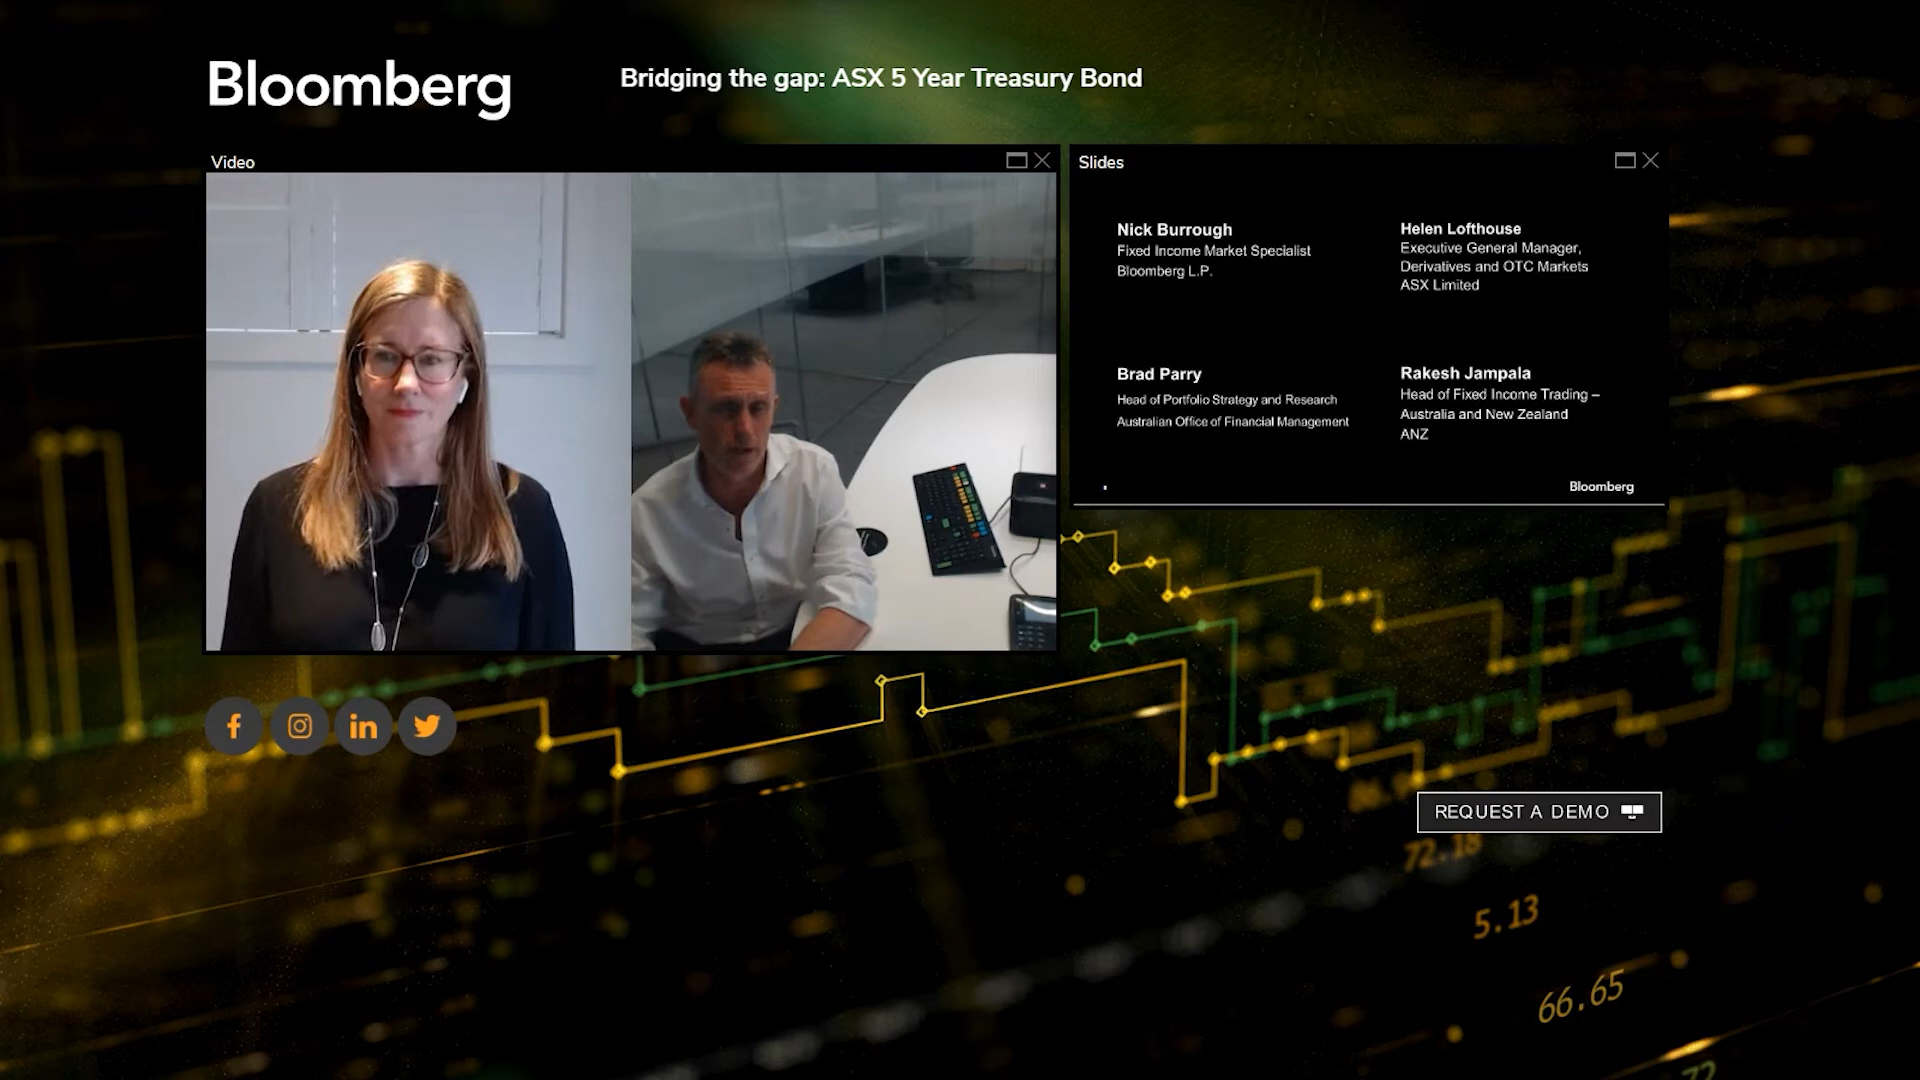 Bloomberg
Bridging the gap: ASX 5 Year Treasury Bond
Video
Slides
Nick Burrough
Fixed Income Market Specialist
Bloomberg L.P.
Helen Lofthouse
Executive General Manager,
Derivatives and OTC Markets
ASX Limited
Brad Parry
Head of Portfolio Strategy and Research
Australian Office of Financial Management
Rakesh Jampala
Head of Fixed Income Trading –
Australia and New Zealand
ANZ
Bloomberg
REQUEST A DEMO
72.18
5.13
66.65
72